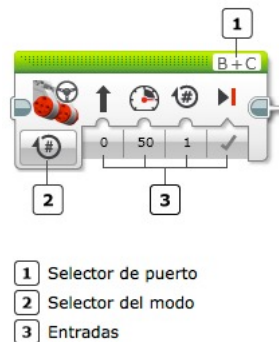 1
B+C
#
#
0 50 1
2
3
1 Selector de puerto
2 Selector del modo
3 Entradas